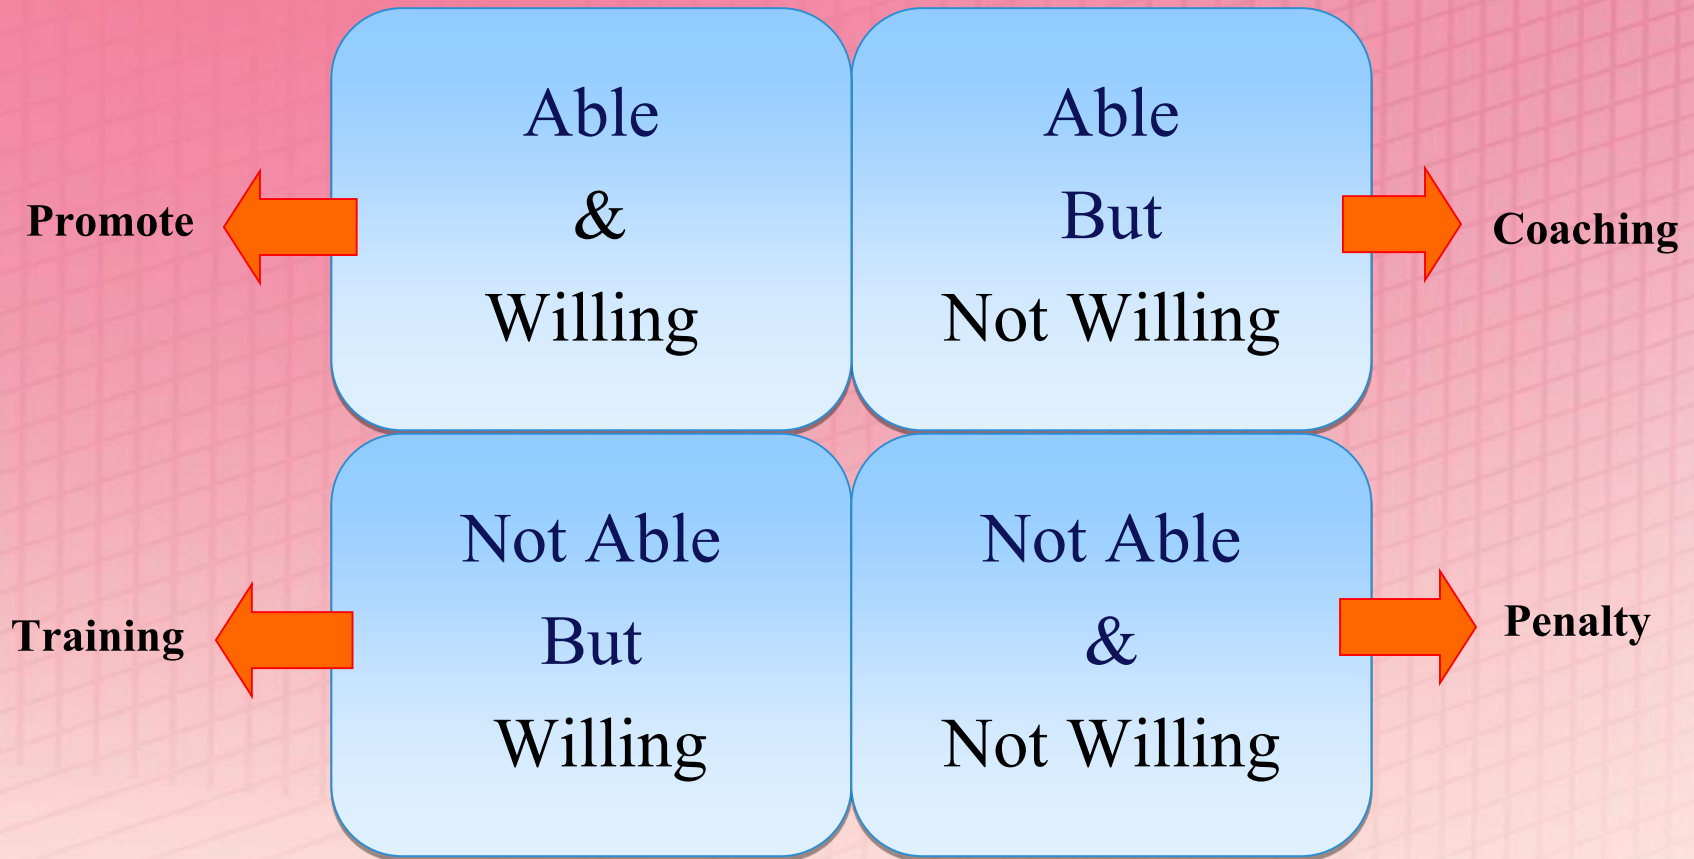 Promote
Able
&
Willing
Able
But
Not Willing
Coaching
Training
Not Able
But
Willing
Not Able
&
Not Willing
Penalty